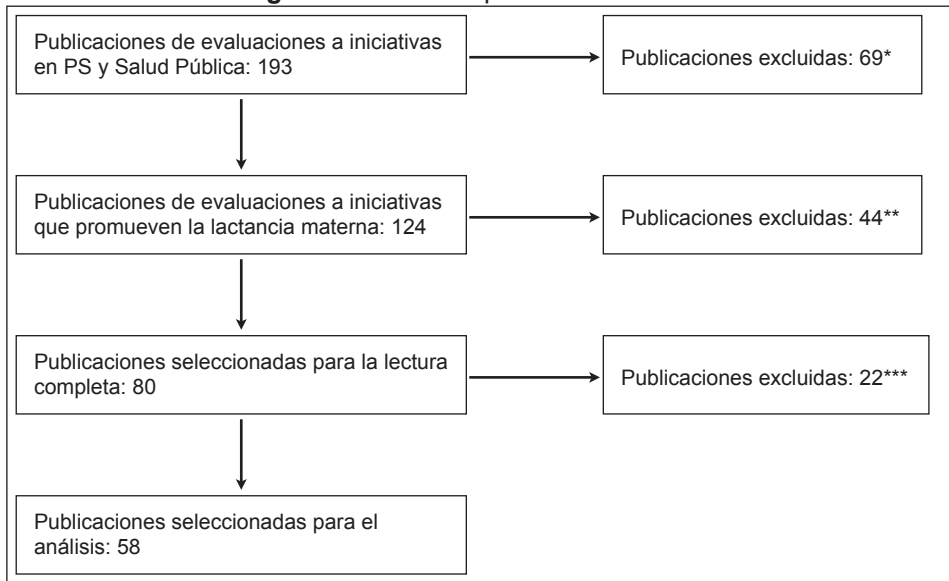 Publicaciones de evaluaciones a iniciativas
en PS y Salud Pública: 193
Publicaciones excluidas: 69*
Publicaciones de evaluaciones a iniciativas
que promueven la lactancia materna: 124
Publicaciones excluidas: 44**
Publicaciones seleccionadas para la lectura
completa: 80
Publicaciones excluidas: 22***
Publicaciones seleccionadas para el
análisis: 58